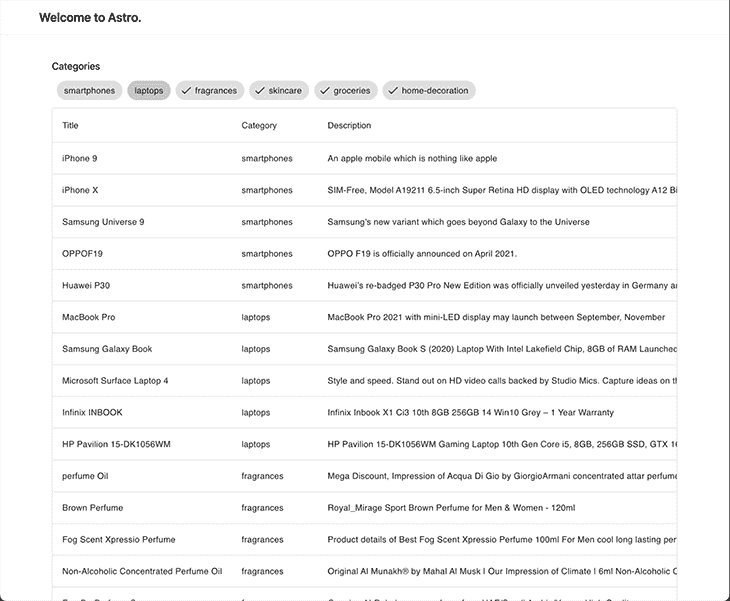 Welcome to Astro.
Categories
smartphones laptops fragrances skincare groceries home-decoration
Title Category Description
iPhone 9 smartphones An apple mobile which is nothing like apple
iPhone X smartphones SIM-Free, Model A19211 6.5-inch Super Retina HD display with OLED technology A12 Bi
Samsung Universe 9 smartphones Samsung's new variant which goes beyond Galaxy to the Universe
OPPOF19 smartphones OPPO F19 is officially announced on April 2021.
Huawei P30 smartphones Huawei's re-badged P30 Pro New Edition was officially unveiled yesterday in Germany a
MacBook Pro laptops MacBook Pro 2021 with mini-LED display may launch between September, November
Samsung Galaxy Book laptops Samsung Galaxy Book S (2020) Laptop With Intel Lakefield Chip, 8GB of RAM Launched
Microsoft Surface Laptop 4 laptops Style and speed. Stand out on HD video calls backed by Studio Mics. Capture ideas on th
Infinix INBOOK laptops Infinix Inbook X1 Ci3 10th 8GB 256GB 14 Win10 Grey – 1 Year Warranty
HP Pavilion 15-DK1056WM laptops HP Pavilion 15-DK1056WM Gaming Laptop 10th Gen Core i5, 8GB, 256GB SSD, GTX 16
perfume Oil fragrances Mega Discount, Impression of Acqua Di Gio by GiorgioArmani concentrated attar perfume
Brown Perfume fragrances Royal_Mirage Sport Brown Perfume for Men & Women - 120ml
Fog Scent Xpressio Perfume fragrances Product details of Best Fog Scent Xpressio Perfume 100ml For Men cool long lasting per
Non-Alcoholic Concentrated Perfume Oil fragrances Original Al Munakh® by Mahal Al Musk | Our Impression of Climate | 6ml Non-Alcoholic C